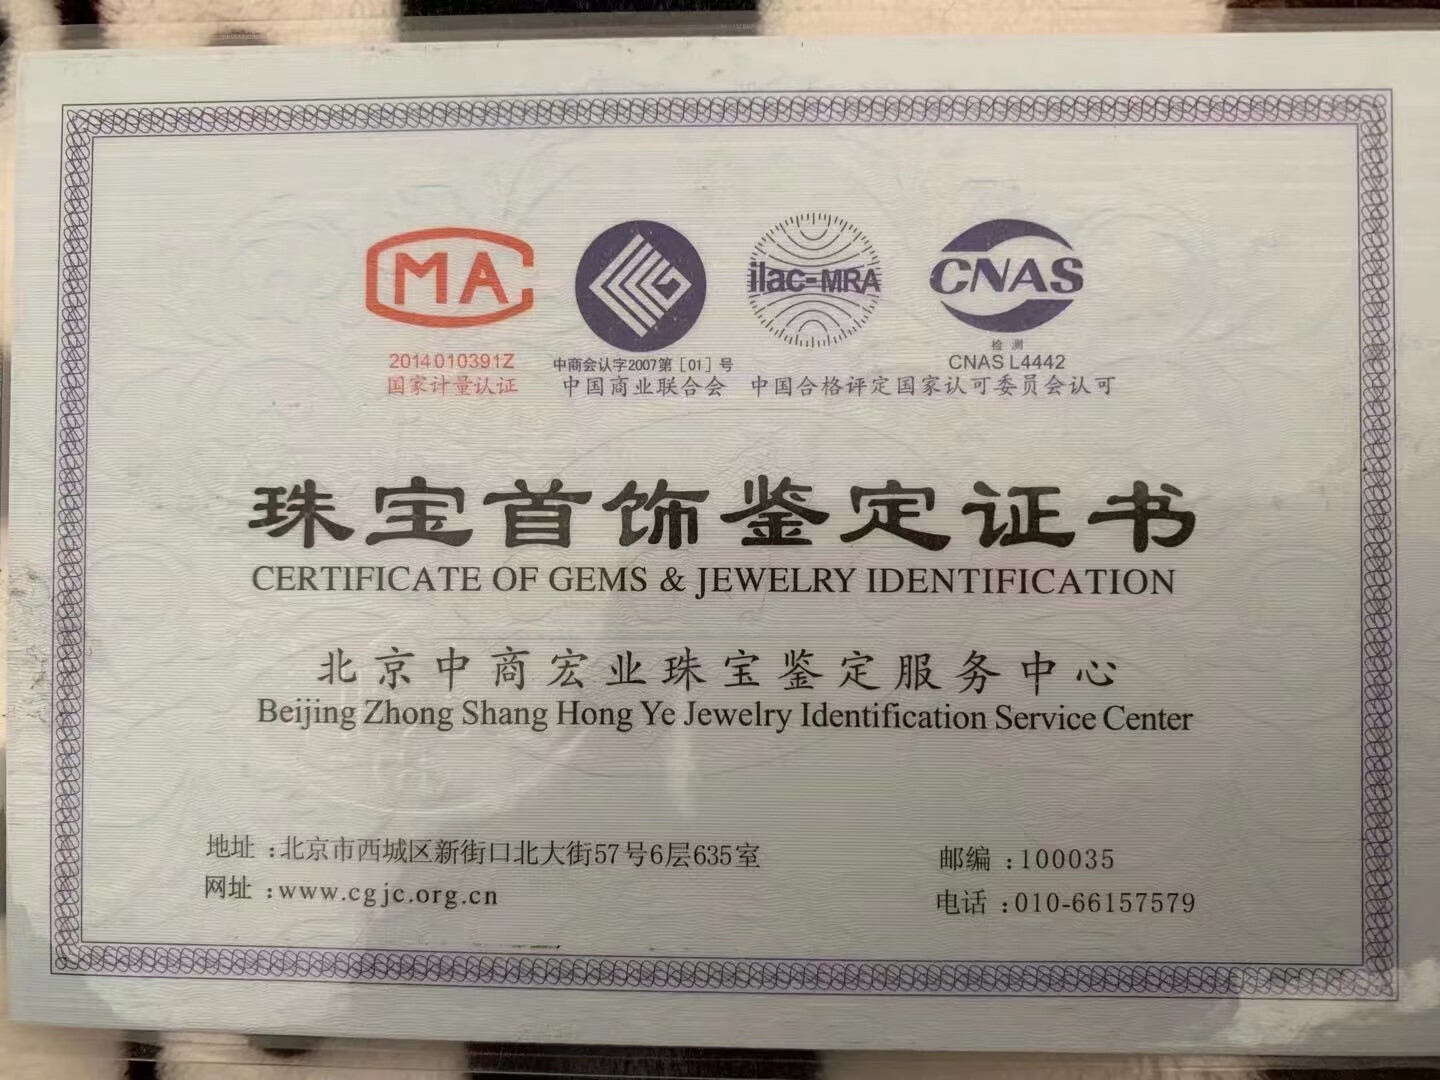 MA
ilac-MRA
CNAS
检 测
2014010391Z
中商会认字2007第［01］号
CNAS L4442
国家计量认证
中国商业联合会
中国合格评定国家认可委员会认可
珠宝首饰鉴定证书
CERTIFICATE OF GEMS & JEWELRY IDENTIFICATION
北京中商宏业珠宝鉴定服务中心
Beijing Zhong Shang Hong Ye Jewelry Identification Service Center
地址 :北京市西城区新街口北大街57号6层635室
邮编 :100035
网址 :www.cgjc.org.cn
电话 :010-66157579